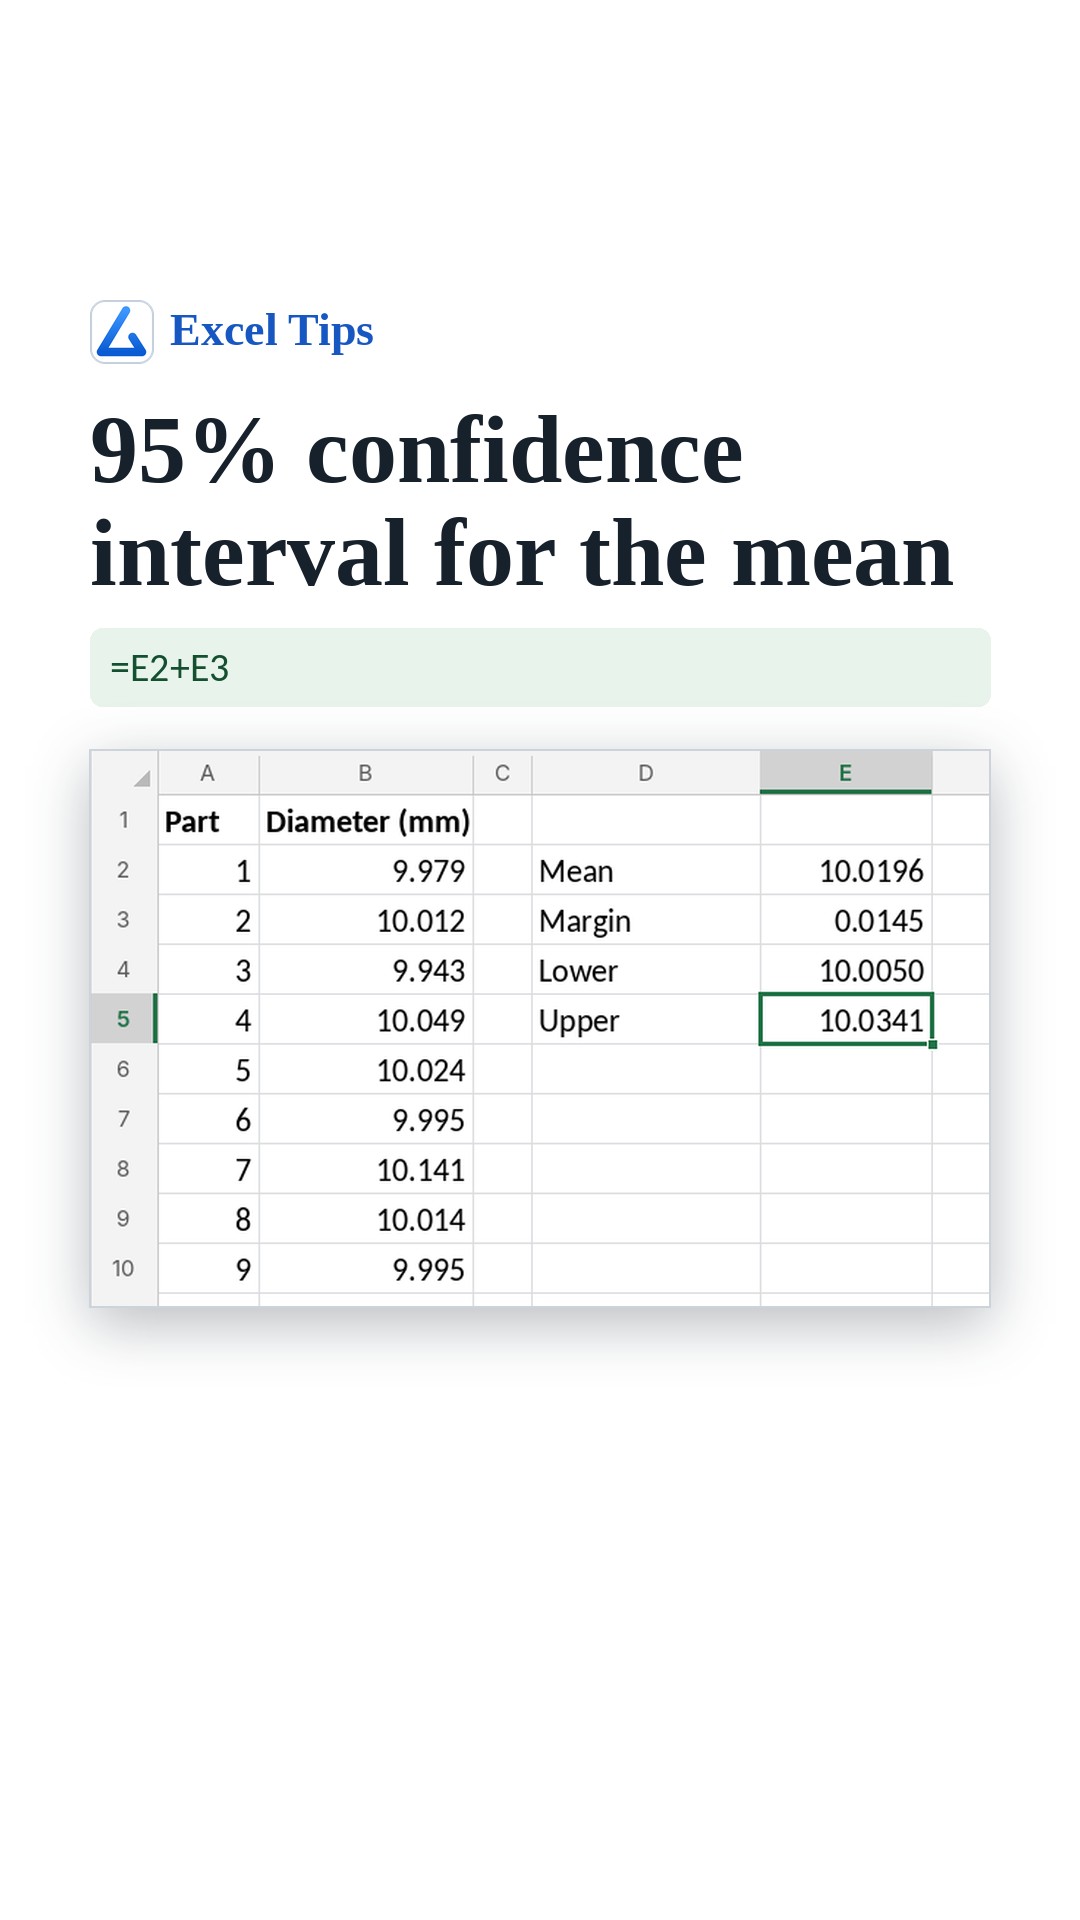 Excel Tips
95% confidence
interval for the mean
=E2+E3
A B C D E
1 Part Diameter (mm)
2 1 9.979 Mean 10.0196
3 2 10.012 Margin 0.0145
4 3 9.943 Lower 10.0050
5 4 10.049 Upper 10.0341
6 5 10.024
7 6 9.995
8 7 10.141
9 8 10.014
10 9 9.995